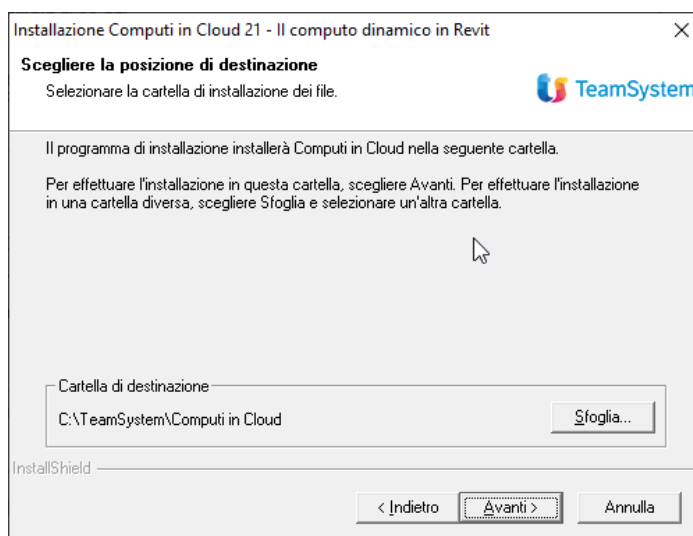 Installazione Computi in Cloud 21 - Il computo dinamico in Revit
Scegliere la posizione di destinazione
Selezionare la cartella di installazione dei file.
TeamSystem
Il programma di installazione installerà Computi in Cloud nella seguente cartella.
Per effettuare l'installazione in questa cartella, scegliere Avanti. Per effettuare l'installazione
in una cartella diversa, scegliere Sfoglia e selezionare un'altra cartella.
Cartella di destinazione
C:\TeamSystem\Computi in Cloud
Sfoglia...
InstallShield
< Indietro
Avanti >
Annulla